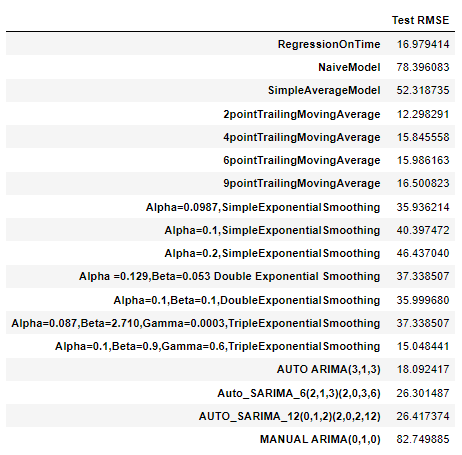 Test RMSE
RegressionOnTime 16.979414
NaiveModel 78.396083
SimpleAverageModel 52.318735
2pointTrailingMovingAverage 12.298291
4pointTrailingMovingAverage 15.845558
6pointTrailingMovingAverage 15.986163
9pointTrailingMovingAverage 16.500823
Alpha=0.0987,SimpleExponentialSmoothing 35.936214
Alpha=0.1,SimpleExponentialSmoothing 40.397472
Alpha=0.2,SimpleExponentialSmoothing 46.437040
Alpha =0.129,Beta=0.053 Double Exponential Smoothing 37.338507
Alpha=0.1,Beta=0.1,DoubleExponentialSmoothing 35.999680
Alpha=0.087,Beta=2.710,Gamma=0.0003,TripleExponentialSmoothing 37.338507
Alpha=0.1,Beta=0.9,Gamma=0.6,TripleExponentialSmoothing 15.048441
AUTO ARIMA(3,1,3) 18.092417
Auto_SARIMA_6(2,1,3)(2,0,3,6) 26.301487
AUTO_SARIMA_12(0,1,2)(2,0,2,12) 26.417374
MANUAL ARIMA(0,1,0) 82.749885